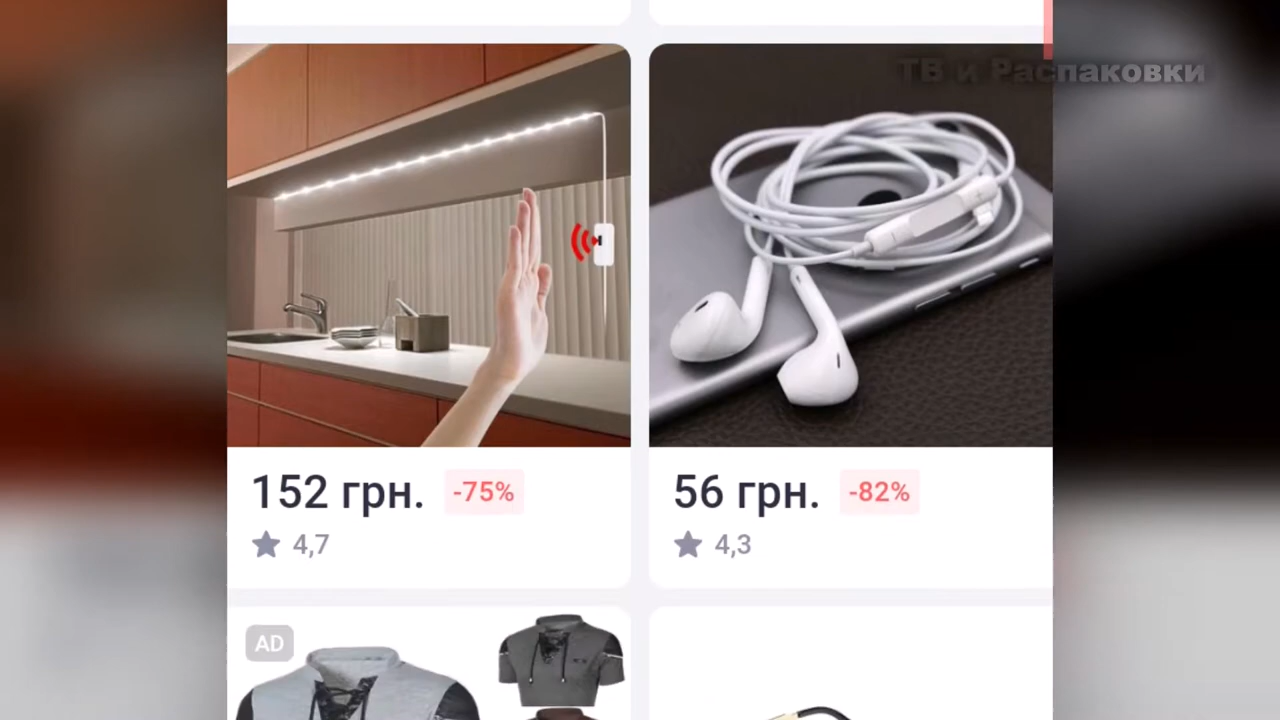 ТВ и Распаковки
152 грн. -75%
4,7
56 грн. -82%
4,3
AD